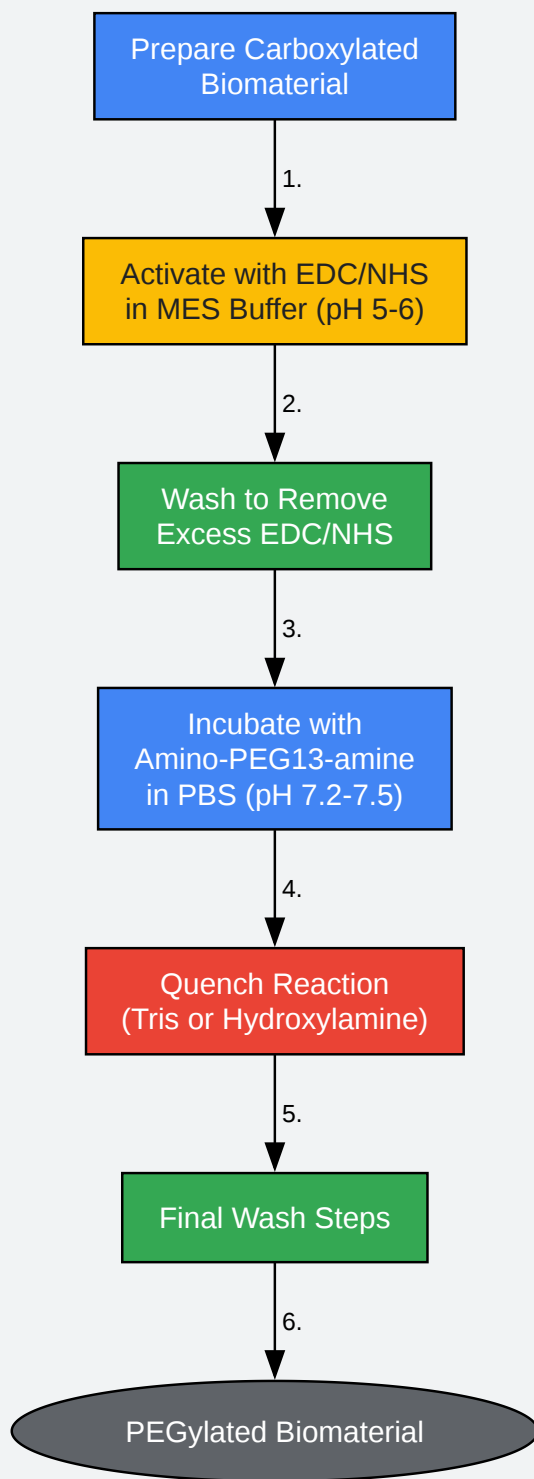 Prepare Carboxylated
Biomaterial
1.
Activate with EDC/NHS
in MES Buffer (pH 5-6)
2.
Wash to Remove
Excess EDC/NHS
3.
Incubate with
Amino-PEG13-amine
in PBS (pH 7.2-7.5)
4.
Quench Reaction
(Tris or Hydroxylamine)
5.
Final Wash Steps
6.
PEGylated Biomaterial